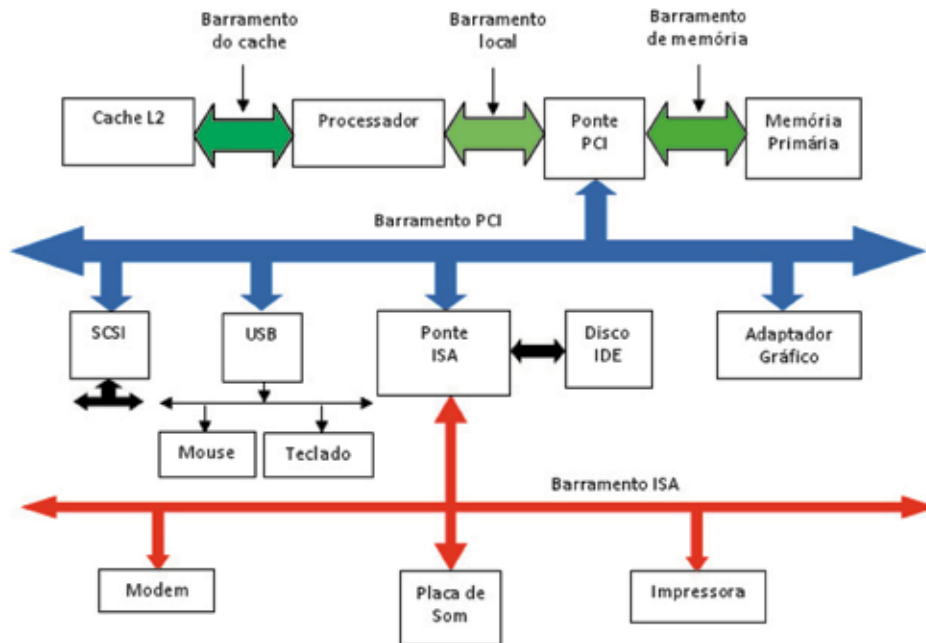 Barramento
do cache
Barramento
local
Barramento
de memória
Cache L2
Processador
Ponte
PCI
Memória
Primária
Barramento PCI
SCSI
USB
Ponte
ISA
Disco
IDE
Adaptador
Gráfico
Mouse
Teclado
Barramento ISA
Modem
Placa de
Som
Impressora